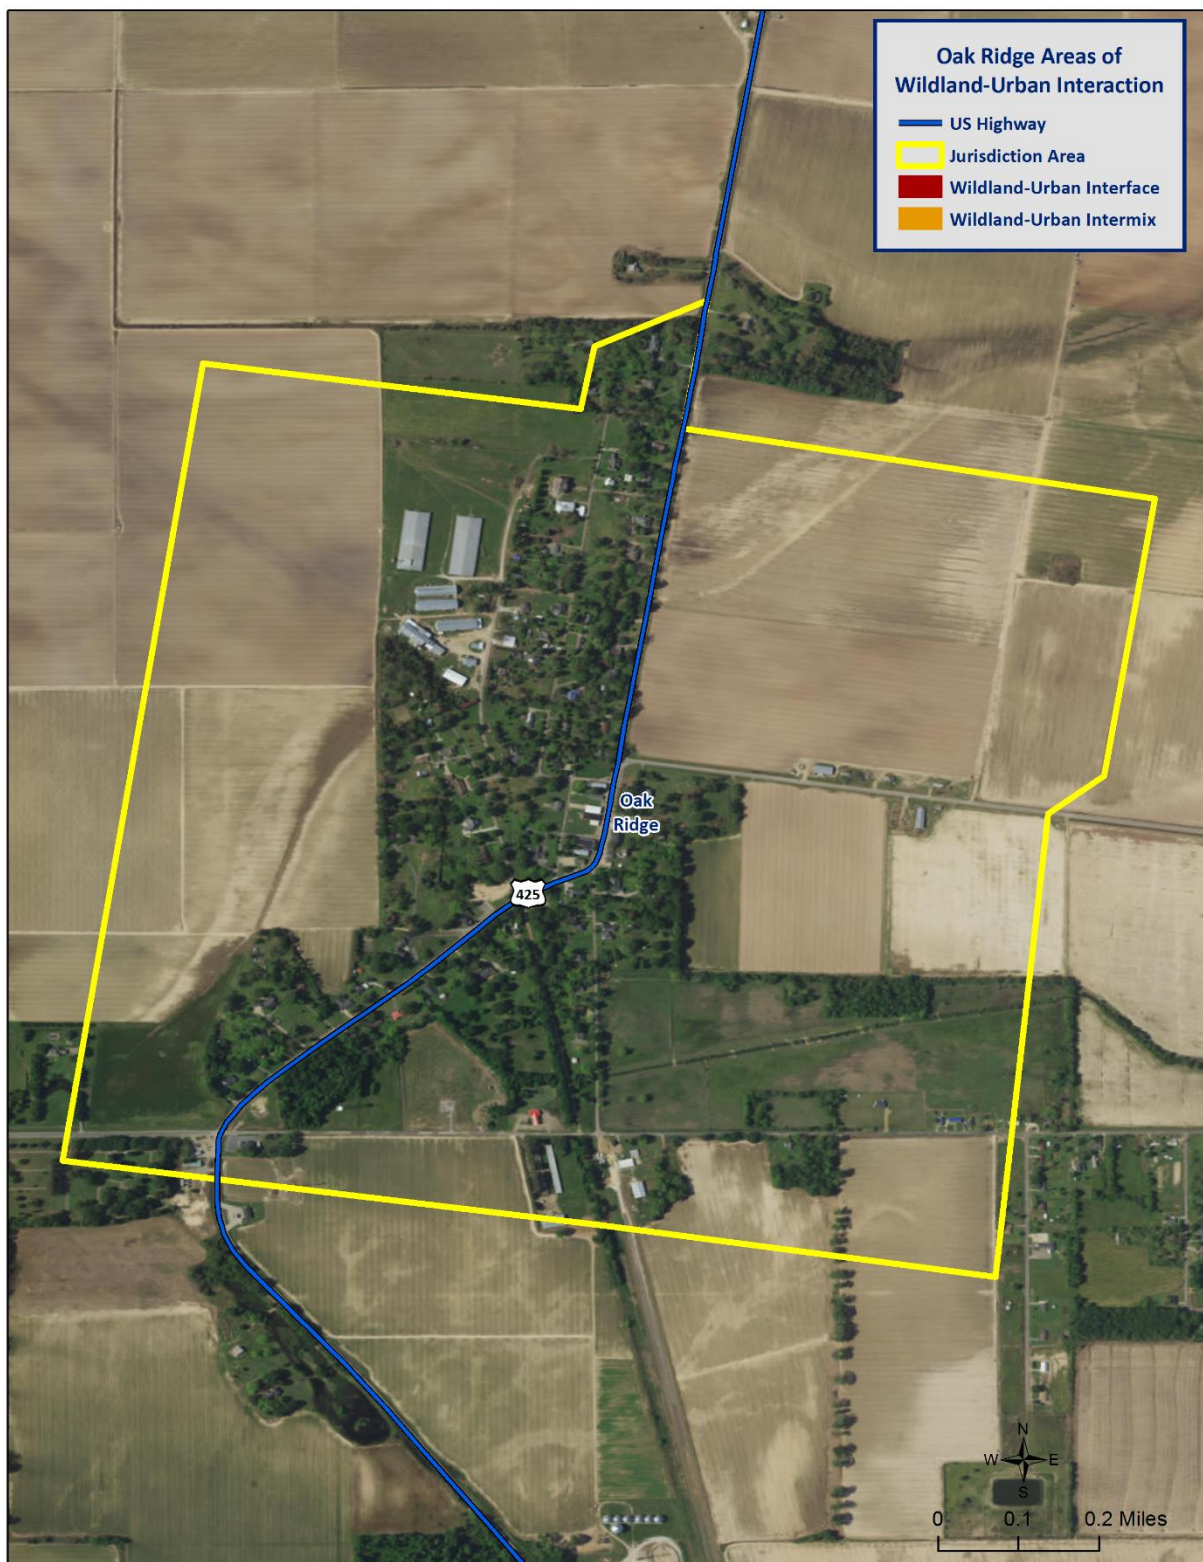 Oak Ridge Areas of
Wildland-Urban Interaction
US Highway
Jurisdiction Area
Wildland-Urban Interface
Wildland-Urban Intermix
Oak
Ridge
425
N
W E
S
0 0.1 0.2 Miles